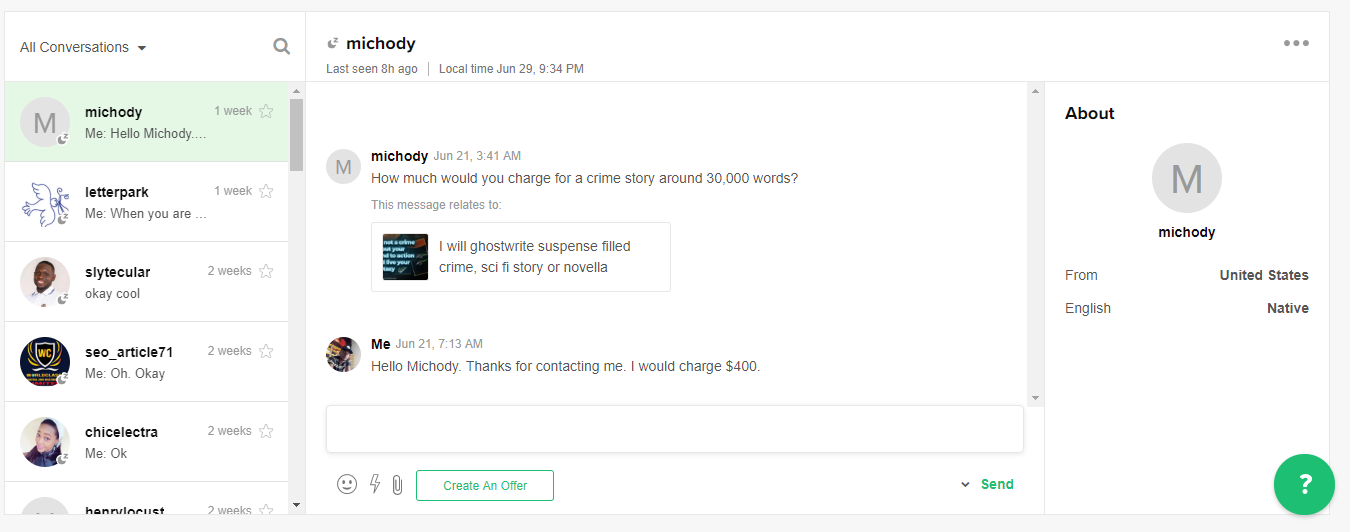 All Conversations
michody
Last seen 8h ago | Local time Jun 29, 9:34 PM
M
michody
1 week
Me: Hello Michody....
letterpark
1 week
Me: When you are ...
slytecular
2 weeks
okay cool
WC
seo_article71
2 weeks
Me: Oh. Okay
chicelectra
2 weeks
Me: Ok
henrylocust
2 weeks
M
michody Jun 21, 3:41 AM
How much would you charge for a crime story around 30,000 words?
This message relates to:
not a crime
I will ghostwrite suspense filled
crime, sci fi story or novella
Me Jun 21, 7:13 AM
Hello Michody. Thanks for contacting me. I would charge $400.
Create An Offer
Send
About
M
michody
From United States
English Native
?